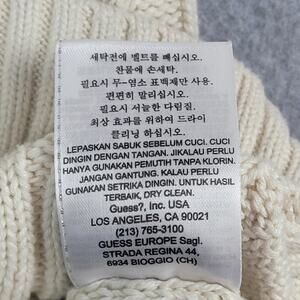 세탁전에 벨트를 빼십시오.
찬물에 손세탁.
필요시 무-염소 표백제만 사용.
편편히 말리십시오.
필요시 서늘한 다림질.
최상 효과를 위하여 드라이
클리닝 하십시오.
LEPASKAN SABUK SEBELUM CUCI. CUCI
DINGIN DENGAN TANGAN. JIKALAU PERLU
HANYA GUNAKAN PEMUTIH TANPA KLORIN.
JANGAN GANTUNG. KALAU PERLU
GUNAKAN SETRIKA DINGIN. UNTUK HASIL
TERBAIK, DRY CLEAN.
Guess?, Inc. USA
LOS ANGELES, CA 90021
(213) 765-3100
GUESS EUROPE Sagl.
STRADA REGINA 44,
6934 BIOGGIO (CH)